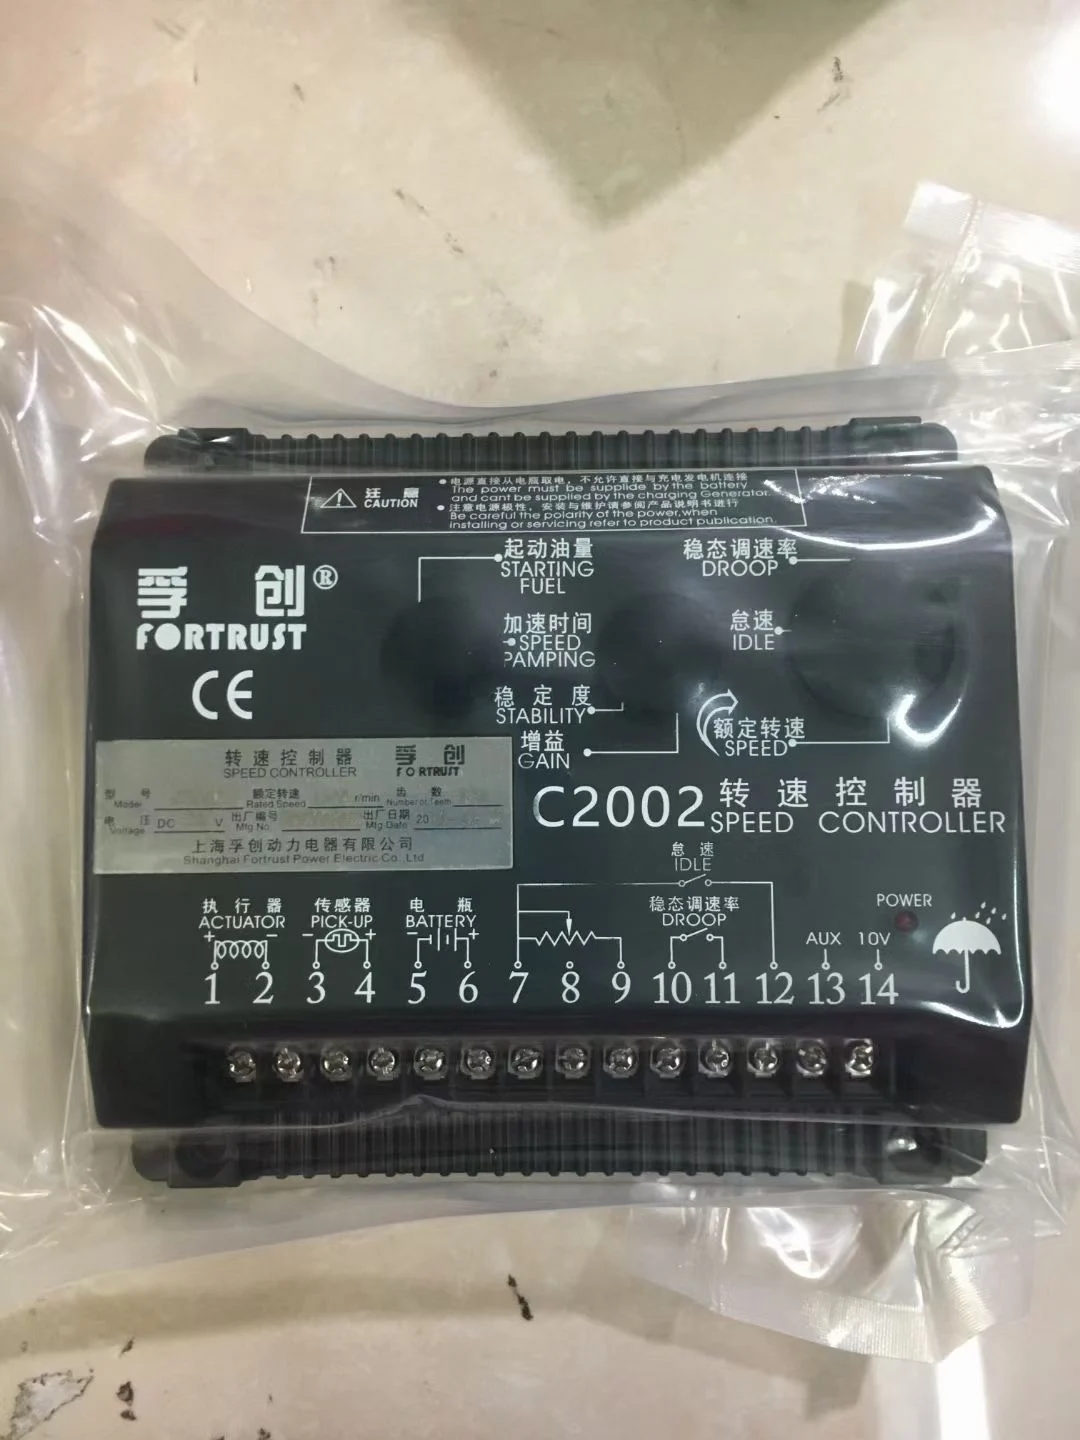 注 意
CAUTION
●电源直接从电瓶取电，不允许直接与充电发电机连接
The power must be supplide by the battery
and cant be supplied by the charging Generator.
●注意电源极性，安装与维护请参阅产品说明书进行
Be careful the polarity of the power,when
installing or servicing refer to product publication.
孚 创®
FORTRUST
CE
起动油量
STARTING
FUEL
稳态调速率
DROOP
加速时间
SPEED
PAMPING
怠速
IDLE
稳 定 度
STABILITY
增益
GAIN
额定转速
SPEED
转 速 控 制 器
SPEED CONTROLLER
孚 创
FORTRUST
型 号
Model
额定转速
Rated Speed
r/min
齿 数
Number of Teeth
电 压
Voltage
DC V
出厂编号
Mfg No.
出厂日期
Mfg Date
20
上海孚创动力电器有限公司
Shanghai Fortrust Power Electric Co.,Ltd
C2002 转 速 控 制 器
SPEED CONTROLLER
怠 速
IDLE
执 行 器
ACTUATOR
+ -
传感器
PICK-UP
- +
电 瓶
BATTERY
- +
稳态调速率
DROOP
POWER
AUX 10V
1 2 3 4 5 6 7 8 9 10 11 12 13 14